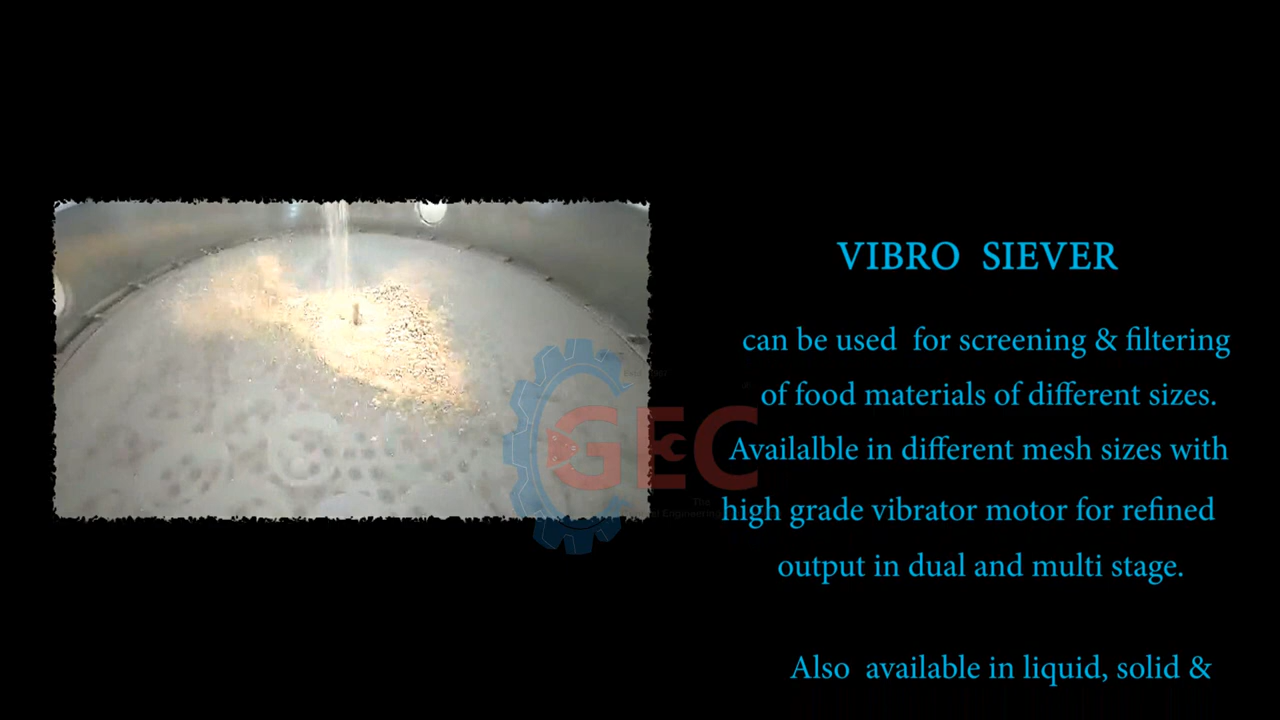 VIBRO SIEVER
can be used for screening & filtering
of food materials of different sizes.
Availalble in different mesh sizes with
GEC
The
high grade vibrator motor for refined
output in dual and multi stage.
Also available in liquid, solid &